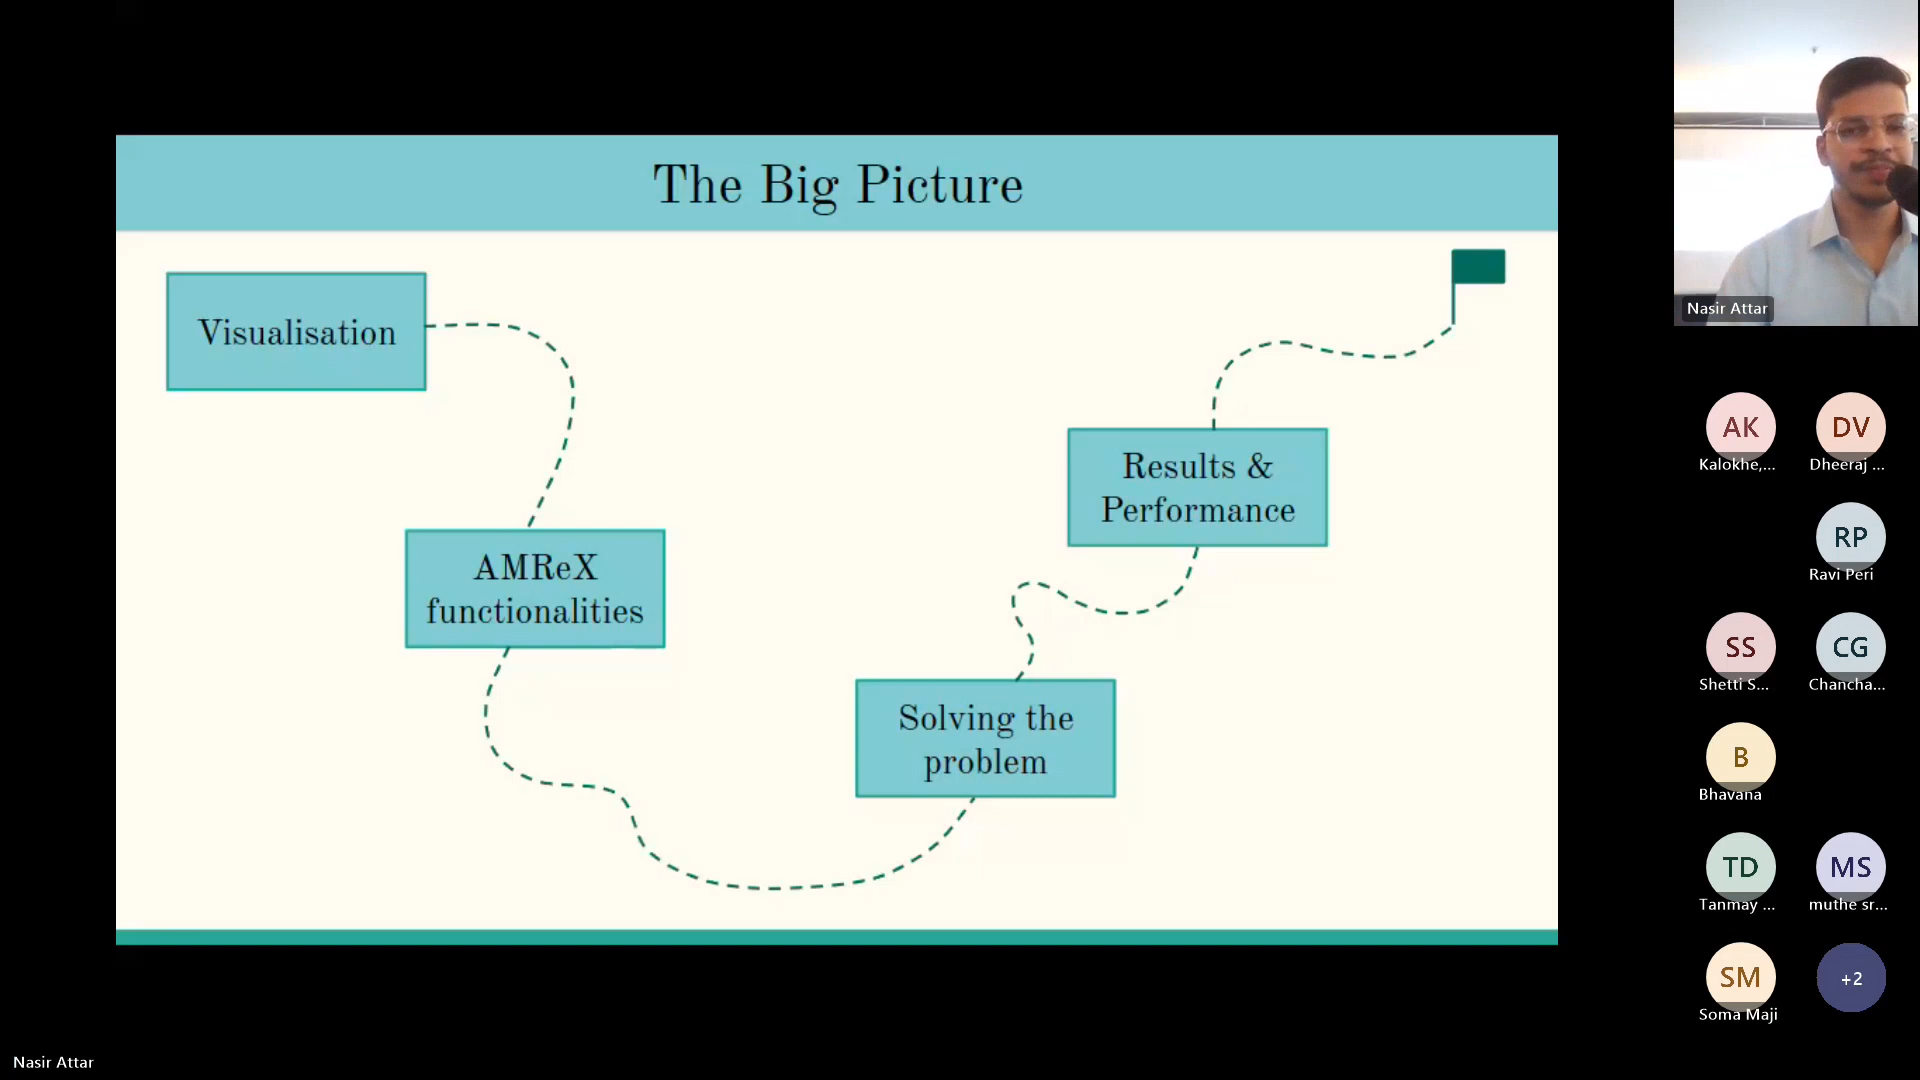 The Big Picture
Visualisation
AMReX
functionalities
Solving the
problem
Results &
Performance
Nasir Attar
AK
Kalokhe,...
DV
Dheeraj ...
RP
Ravi Peri
SS
Shetti S...
CG
Chancha...
B
Bhavana
TD
Tanmay ...
MS
muthe sr...
SM
Soma Maji
+2
Nasir Attar